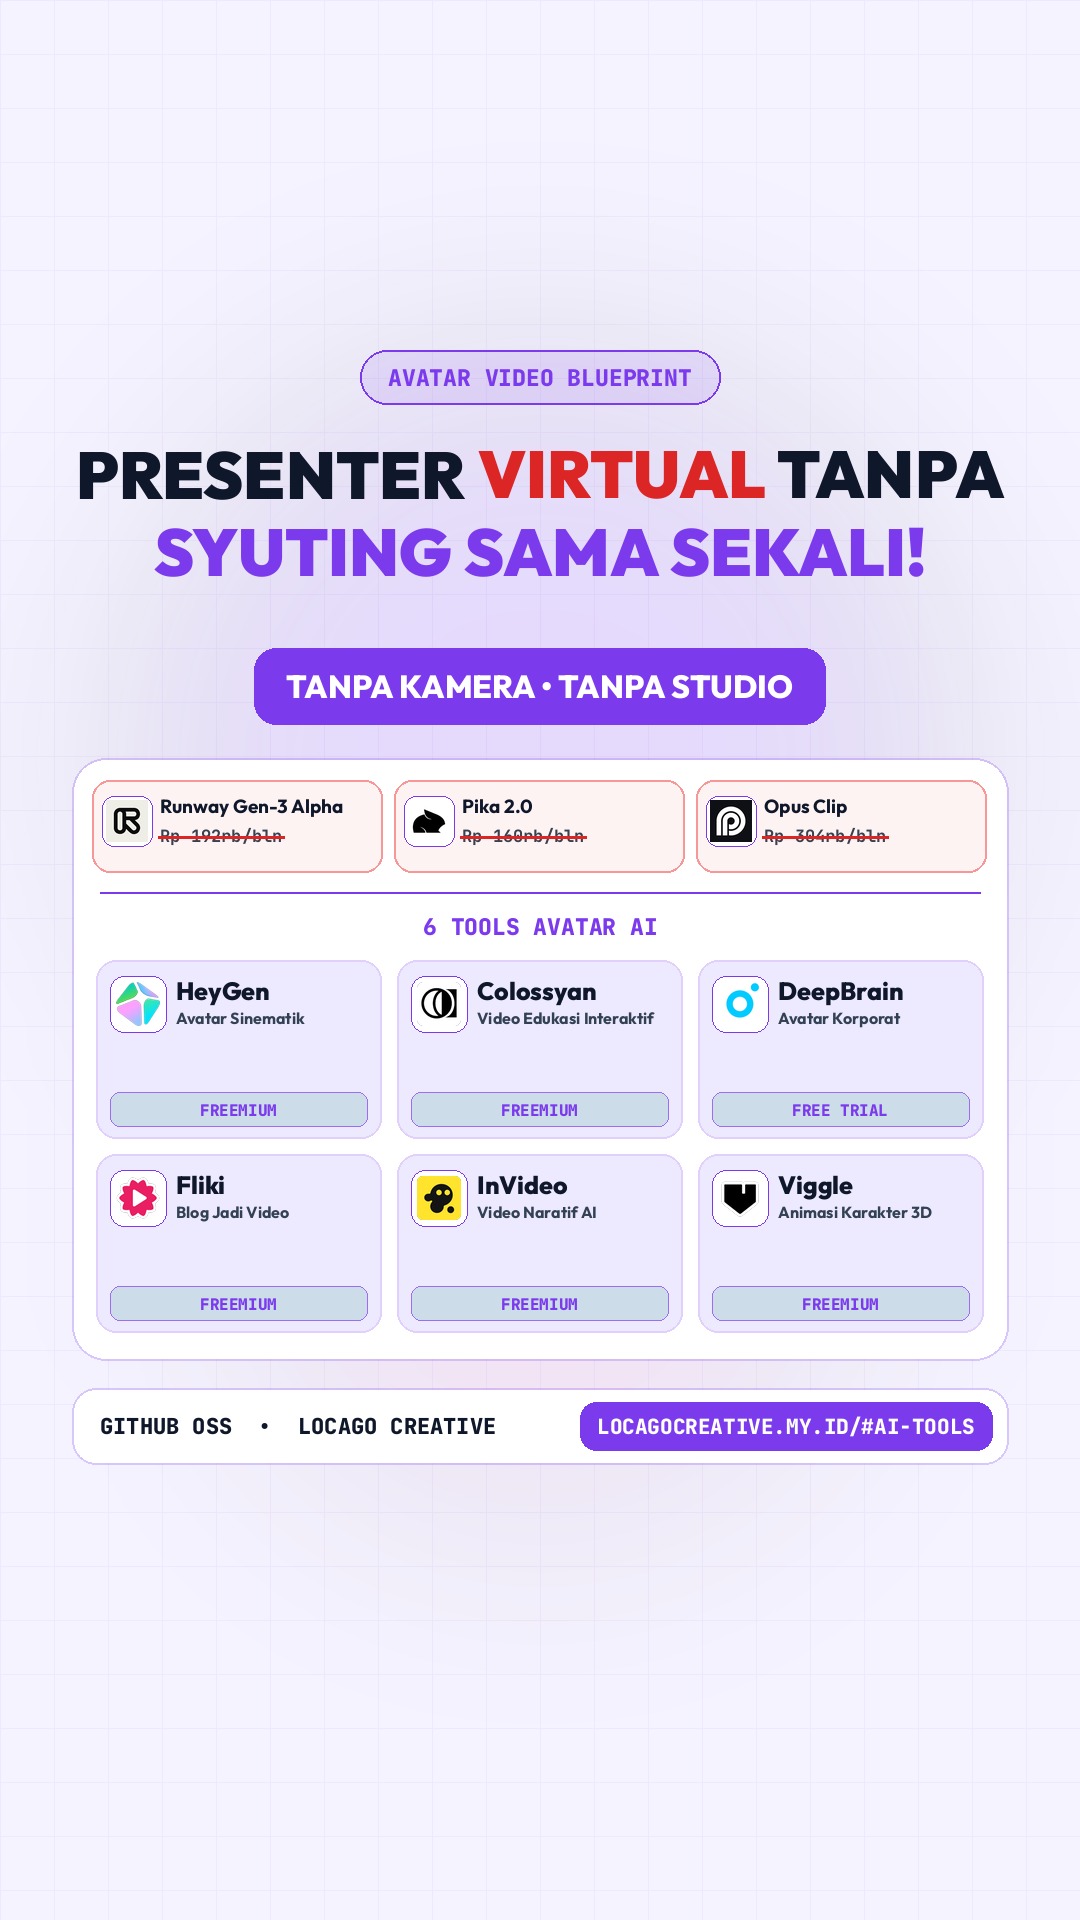 AVATAR VIDEO BLUEPRINT
PRESENTER VIRTUAL TANPA
SYUTING SAMA SEKALI!
TANPA KAMERA • TANPA STUDIO
Runway Gen-3 Alpha
Rp 192rb/bln
Pika 2.0
Rp 160rb/bln
Opus Clip
Rp 304rb/bln
6 TOOLS AVATAR AI
HeyGen
Avatar Sinematik
FREEMIUM
Colossyan
Video Edukasi Interaktif
FREEMIUM
DeepBrain
Avatar Korporat
FREE TRIAL
Fliki
Blog Jadi Video
FREEMIUM
InVideo
Video Naratif AI
FREEMIUM
Viggle
Animasi Karakter 3D
FREEMIUM
GITHUB OSS • LOCAGO CREATIVE
LOCAGOCREATIVE.MY.ID/#AI-TOOLS